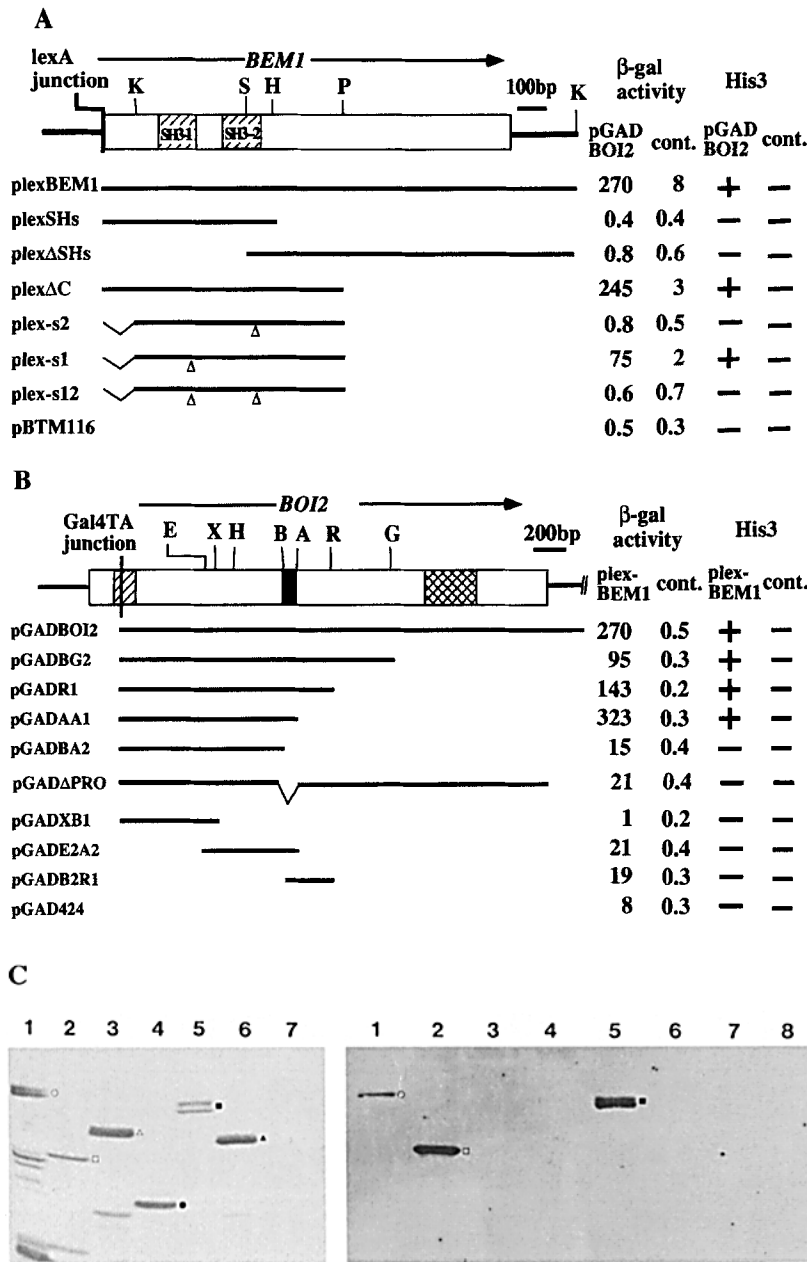 A
lexA junction
BEM1
K S H P K
100bp
β-gal activity His3
pGAD BOI2 cont. pGAD BOI2 cont.
SH3-1 SH3-2
plexBEM1 270 8 + −
plexSHs 0.4 0.4 − −
plexΔSHs 0.8 0.6 − −
plexΔC 245 3 + −
plex-s2 Δ 0.8 0.5 − −
plex-s1 Δ 75 2 + −
plex-s12 Δ Δ 0.6 0.7 − −
pBTM116 0.5 0.3 − −
B
Gal4TA junction
BOI2
E X H B A R G
200bp
β-gal activity His3
plex-BEM1 cont. plex-BEM1 cont.
pGADBOI2 270 0.5 + −
pGADBG2 95 0.3 + −
pGADR1 143 0.2 + −
pGADAA1 323 0.3 + −
pGADBA2 15 0.4 − −
pGADΔPRO 21 0.4 − −
pGADXB1 1 0.2 − −
pGADE2A2 21 0.4 − −
pGADB2R1 19 0.3 − −
pGAD424 8 0.3 − −
C
1 2 3 4 5 6 7
1 2 3 4 5 6 7 8